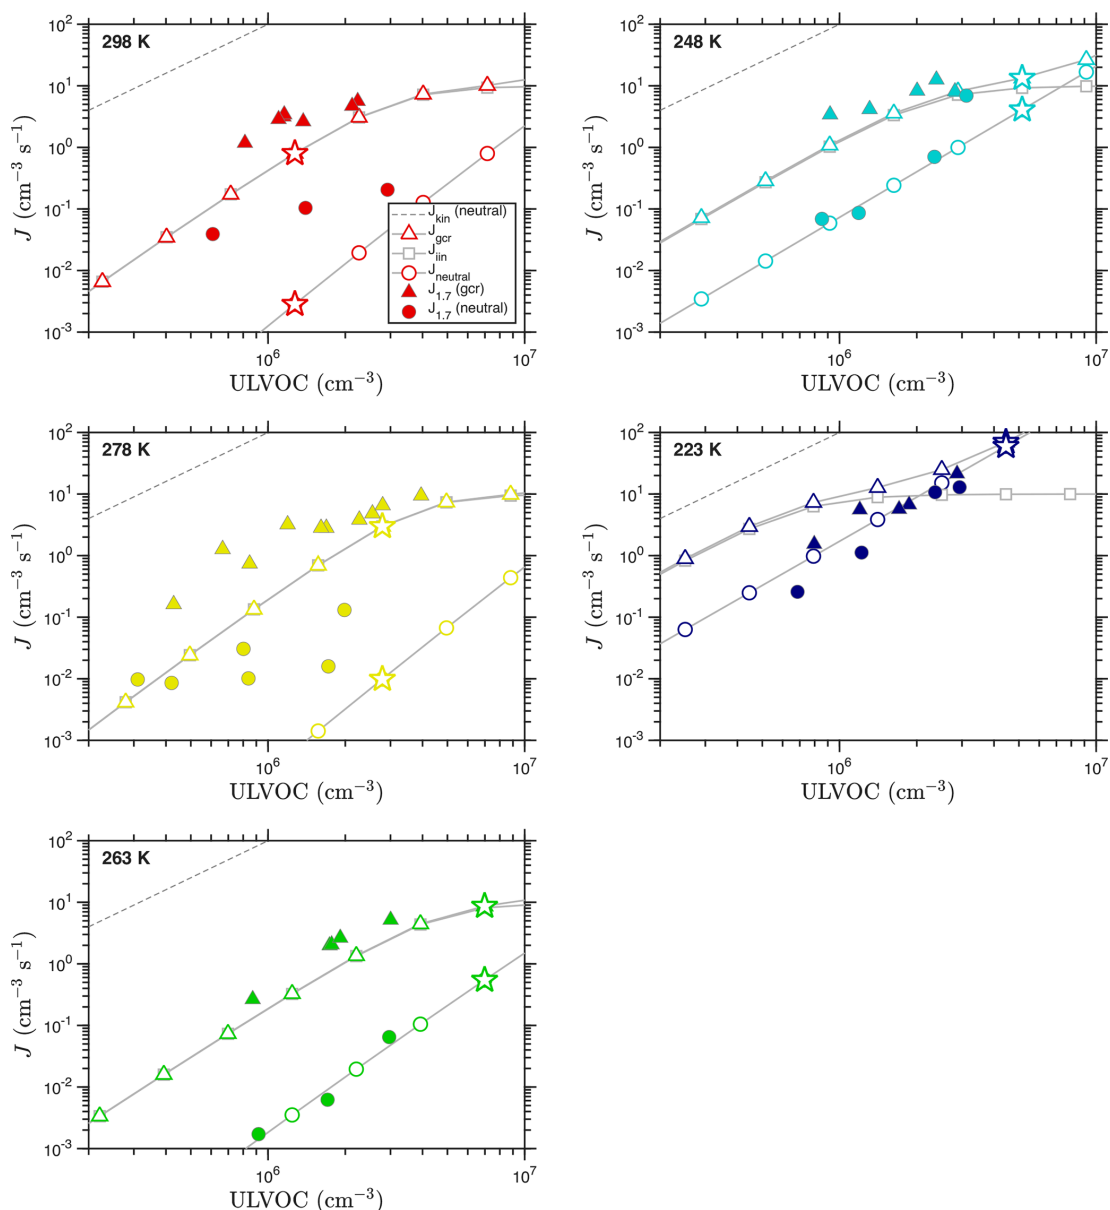 298 K
10²
10¹
10⁰
10⁻¹
10⁻²
10⁻³
J (cm⁻³ s⁻¹)
10⁶
10⁷
ULVOC (cm⁻³)
J_kin (neutral)
J_gcr
J_iin
J_neutral
J_1.7 (gcr)
J_1.7 (neutral)
248 K
10²
10¹
10⁰
10⁻¹
10⁻²
10⁻³
J (cm⁻³ s⁻¹)
10⁶
10⁷
ULVOC (cm⁻³)
278 K
10²
10¹
10⁰
10⁻¹
10⁻²
10⁻³
J (cm⁻³ s⁻¹)
10⁶
10⁷
ULVOC (cm⁻³)
223 K
10²
10¹
10⁰
10⁻¹
10⁻²
10⁻³
J (cm⁻³ s⁻¹)
10⁶
10⁷
ULVOC (cm⁻³)
263 K
10²
10¹
10⁰
10⁻¹
10⁻²
10⁻³
J (cm⁻³ s⁻¹)
10⁶
10⁷
ULVOC (cm⁻³)